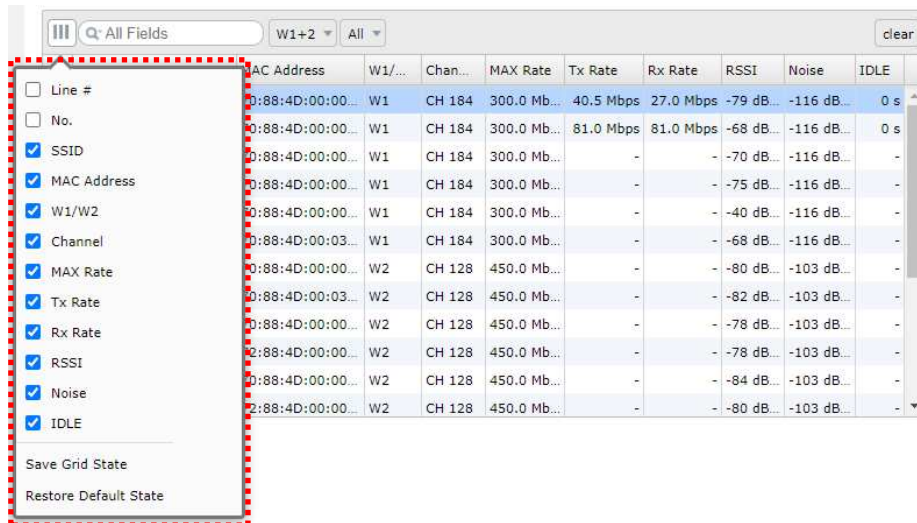 All Fields W1+2 All clear
AC Address W1/... Chan... MAX Rate Tx Rate Rx Rate RSSI Noise IDLE
0:88:4D:00:00... W1 CH 184 300.0 Mb... 40.5 Mbps 27.0 Mbps -79 dB... -116 dB... 0 s
0:88:4D:00:00... W1 CH 184 300.0 Mb... 81.0 Mbps 81.0 Mbps -68 dB... -116 dB... 0 s
0:88:4D:00:00... W1 CH 184 300.0 Mb... - - -70 dB... -116 dB... -
0:88:4D:00:00... W1 CH 184 300.0 Mb... - - -75 dB... -116 dB... -
0:88:4D:00:00... W1 CH 184 300.0 Mb... - - -40 dB... -116 dB... -
0:88:4D:00:03... W1 CH 184 300.0 Mb... - - -68 dB... -116 dB... -
0:88:4D:00:03... W2 CH 128 450.0 Mb... - - -80 dB... -103 dB... -
0:88:4D:00:03... W2 CH 128 450.0 Mb... - - -82 dB... -103 dB... -
0:88:4D:00:00... W2 CH 128 450.0 Mb... - - -78 dB... -103 dB... -
2:88:4D:00:00... W2 CH 128 450.0 Mb... - - -78 dB... -103 dB... -
0:88:4D:00:00... W2 CH 128 450.0 Mb... - - -84 dB... -103 dB... -
2:88:4D:00:00... W2 CH 128 450.0 Mb... - - -80 dB... -103 dB... -
Line #
No.
SSID
MAC Address
W1/W2
Channel
MAX Rate
Tx Rate
Rx Rate
RSSI
Noise
IDLE
Save Grid State
Restore Default State